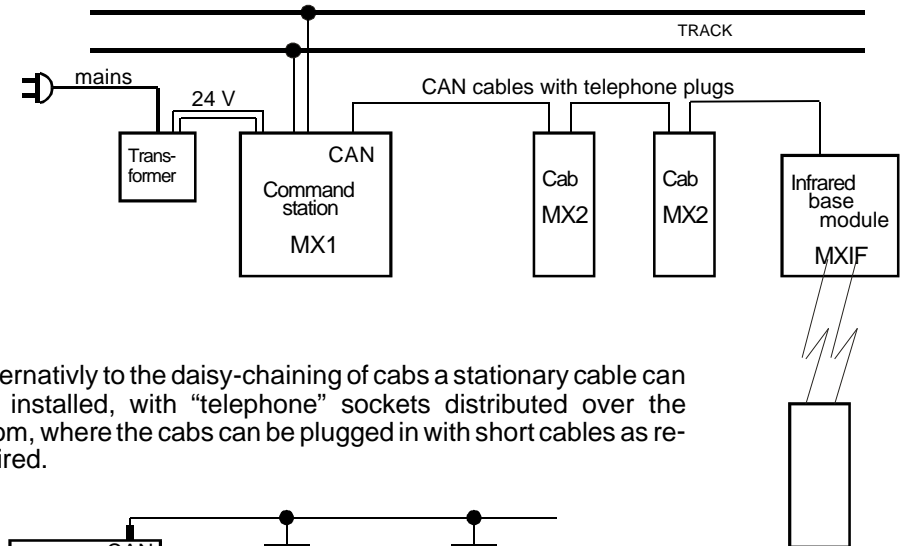 TRACK
mains
24 V
CAN cables with telephone plugs
Trans-
former
CAN
Command
station
MX1
Cab
MX2
Cab
MX2
Infrared
base
module
MXIF
ernativly to the daisy-chaining of cabs a stationary cable can
installed, with “telephone” sockets distributed over the
om, where the cabs can be plugged in with short cables as re-
ired.
CAN